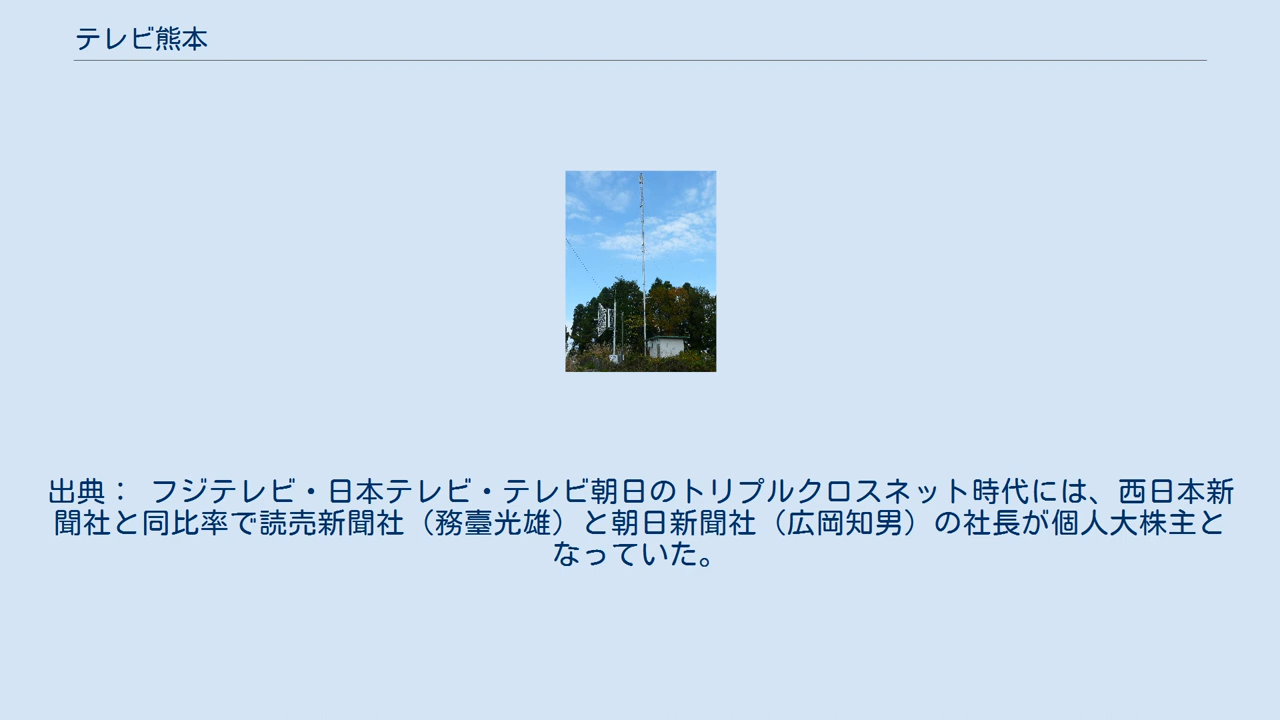 テレビ熊本
出典： フジテレビ・日本テレビ・テレビ朝日のトリプルクロスネット時代には、西日本新
聞社と同比率で読売新聞社（務臺光雄）と朝日新聞社（広岡知男）の社長が個人大株主と
なっていた。